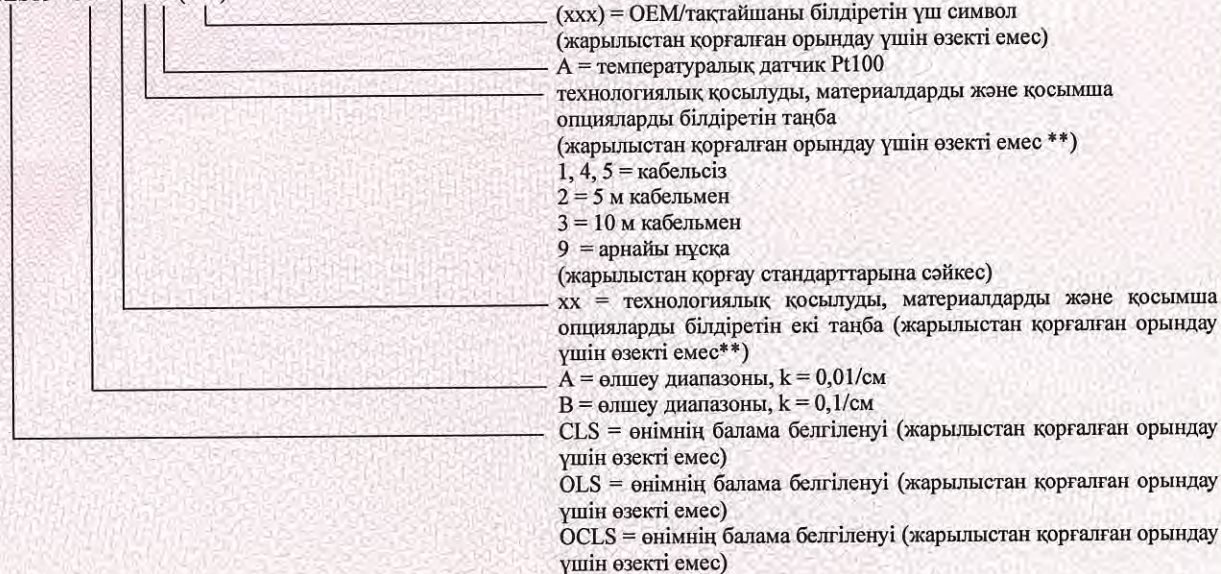 (xxx) = OEM/тақтайшаны білдіретін үш символ
(жарылыстан қорғалған орындау үшін өзекті емес)
A = температуралық датчик Pt100
технологиялық қосылуды, материалдарды және қосымша
опцияларды білдіретін таңба
(жарылыстан қорғалған орындау үшін өзекті емес **)
1, 4, 5 = кабельсіз
2 = 5 м кабельмен
3 = 10 м кабельмен
9 = арнайы нұсқа
(жарылыстан қорғау стандарттарына сәйкес)
xx = технологиялық қосылуды, материалдарды және қосымша
опцияларды білдіретін екі таңба (жарылыстан қорғалған орындау
үшін өзекті емес**)
A = өлшеу диапазоны, k = 0,01/см
B = өлшеу диапазоны, k = 0,1/см
CLS = өнімнің балама белгіленуі (жарылыстан қорғалған орындау
үшін өзекті емес)
OLS = өнімнің балама белгіленуі (жарылыстан қорғалған орындау
үшін өзекті емес)
OCLS = өнімнің балама белгіленуі (жарылыстан қорғалған орындау
үшін өзекті емес)